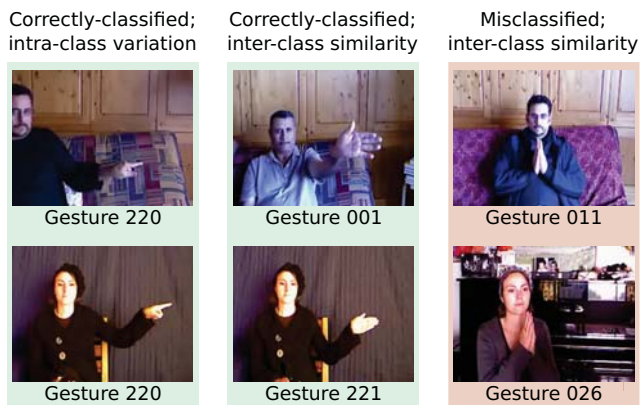 Correctly-classified;
intra-class variation
Correctly-classified;
inter-class similarity
Misclassified;
inter-class similarity
Gesture 220
Gesture 001
Gesture 011
Gesture 220
Gesture 221
Gesture 026